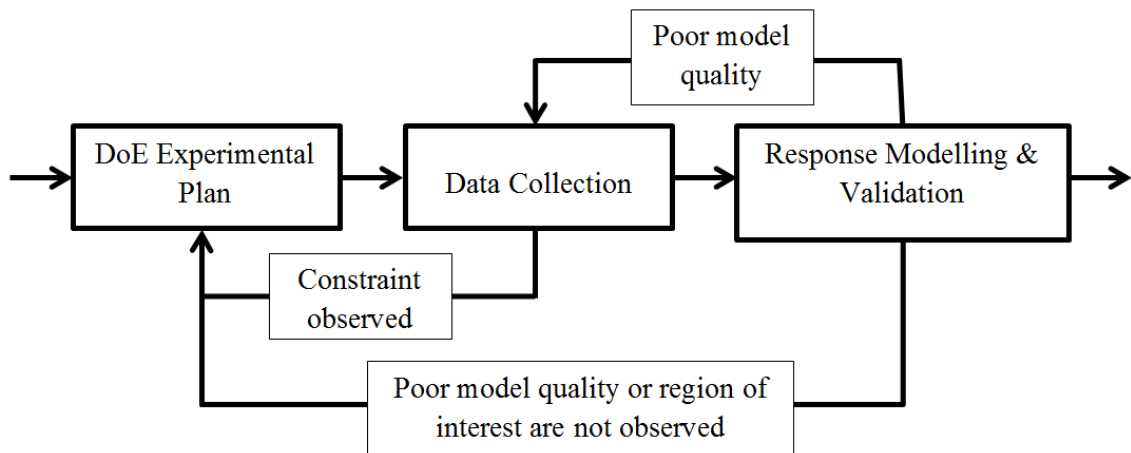 Poor model
quality
DoE Experimental
Plan
Data Collection
Response Modelling &
Validation
Constraint
observed
Poor model quality or region of
interest are not observed